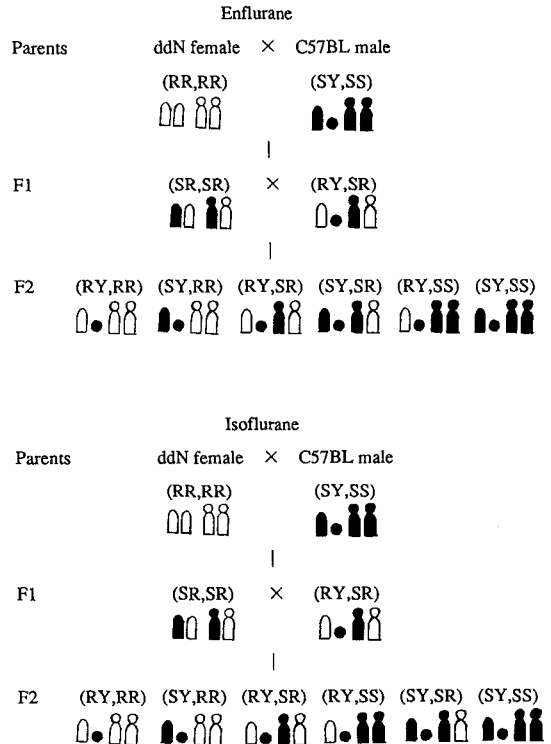 Enflurane
Parents ddN female × C57BL male
(RR,RR) (SY,SS)
F1 (SR,SR) × (RY,SR)
F2 (RY,RR) (SY,RR) (RY,SR) (SY,SR) (RY,SS) (SY,SS)
Isoflurane
Parents ddN female × C57BL male
(RR,RR) (SY,SS)
F1 (SR,SR) × (RY,SR)
F2 (RY,RR) (SY,RR) (RY,SR) (RY,SS) (SY,SR) (SY,SS)